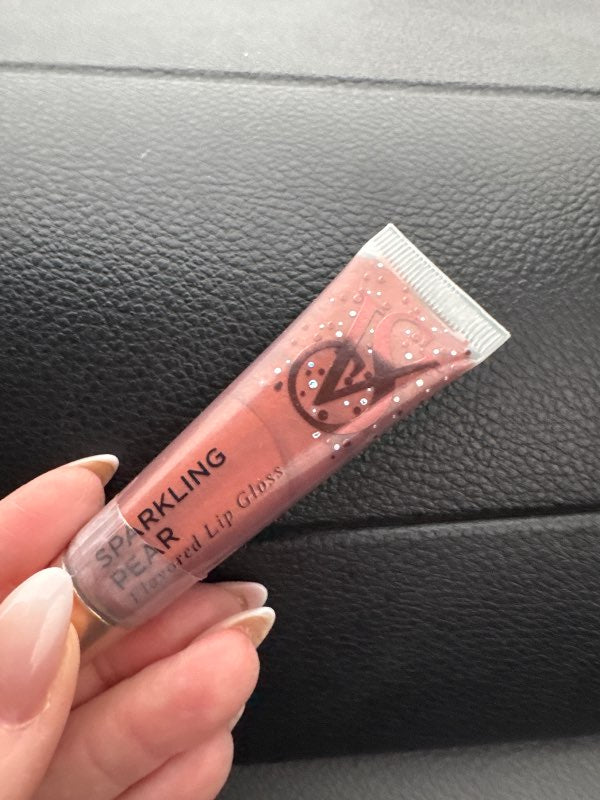 SPARKLING
PEAR
Flavored Lip Gloss
VS